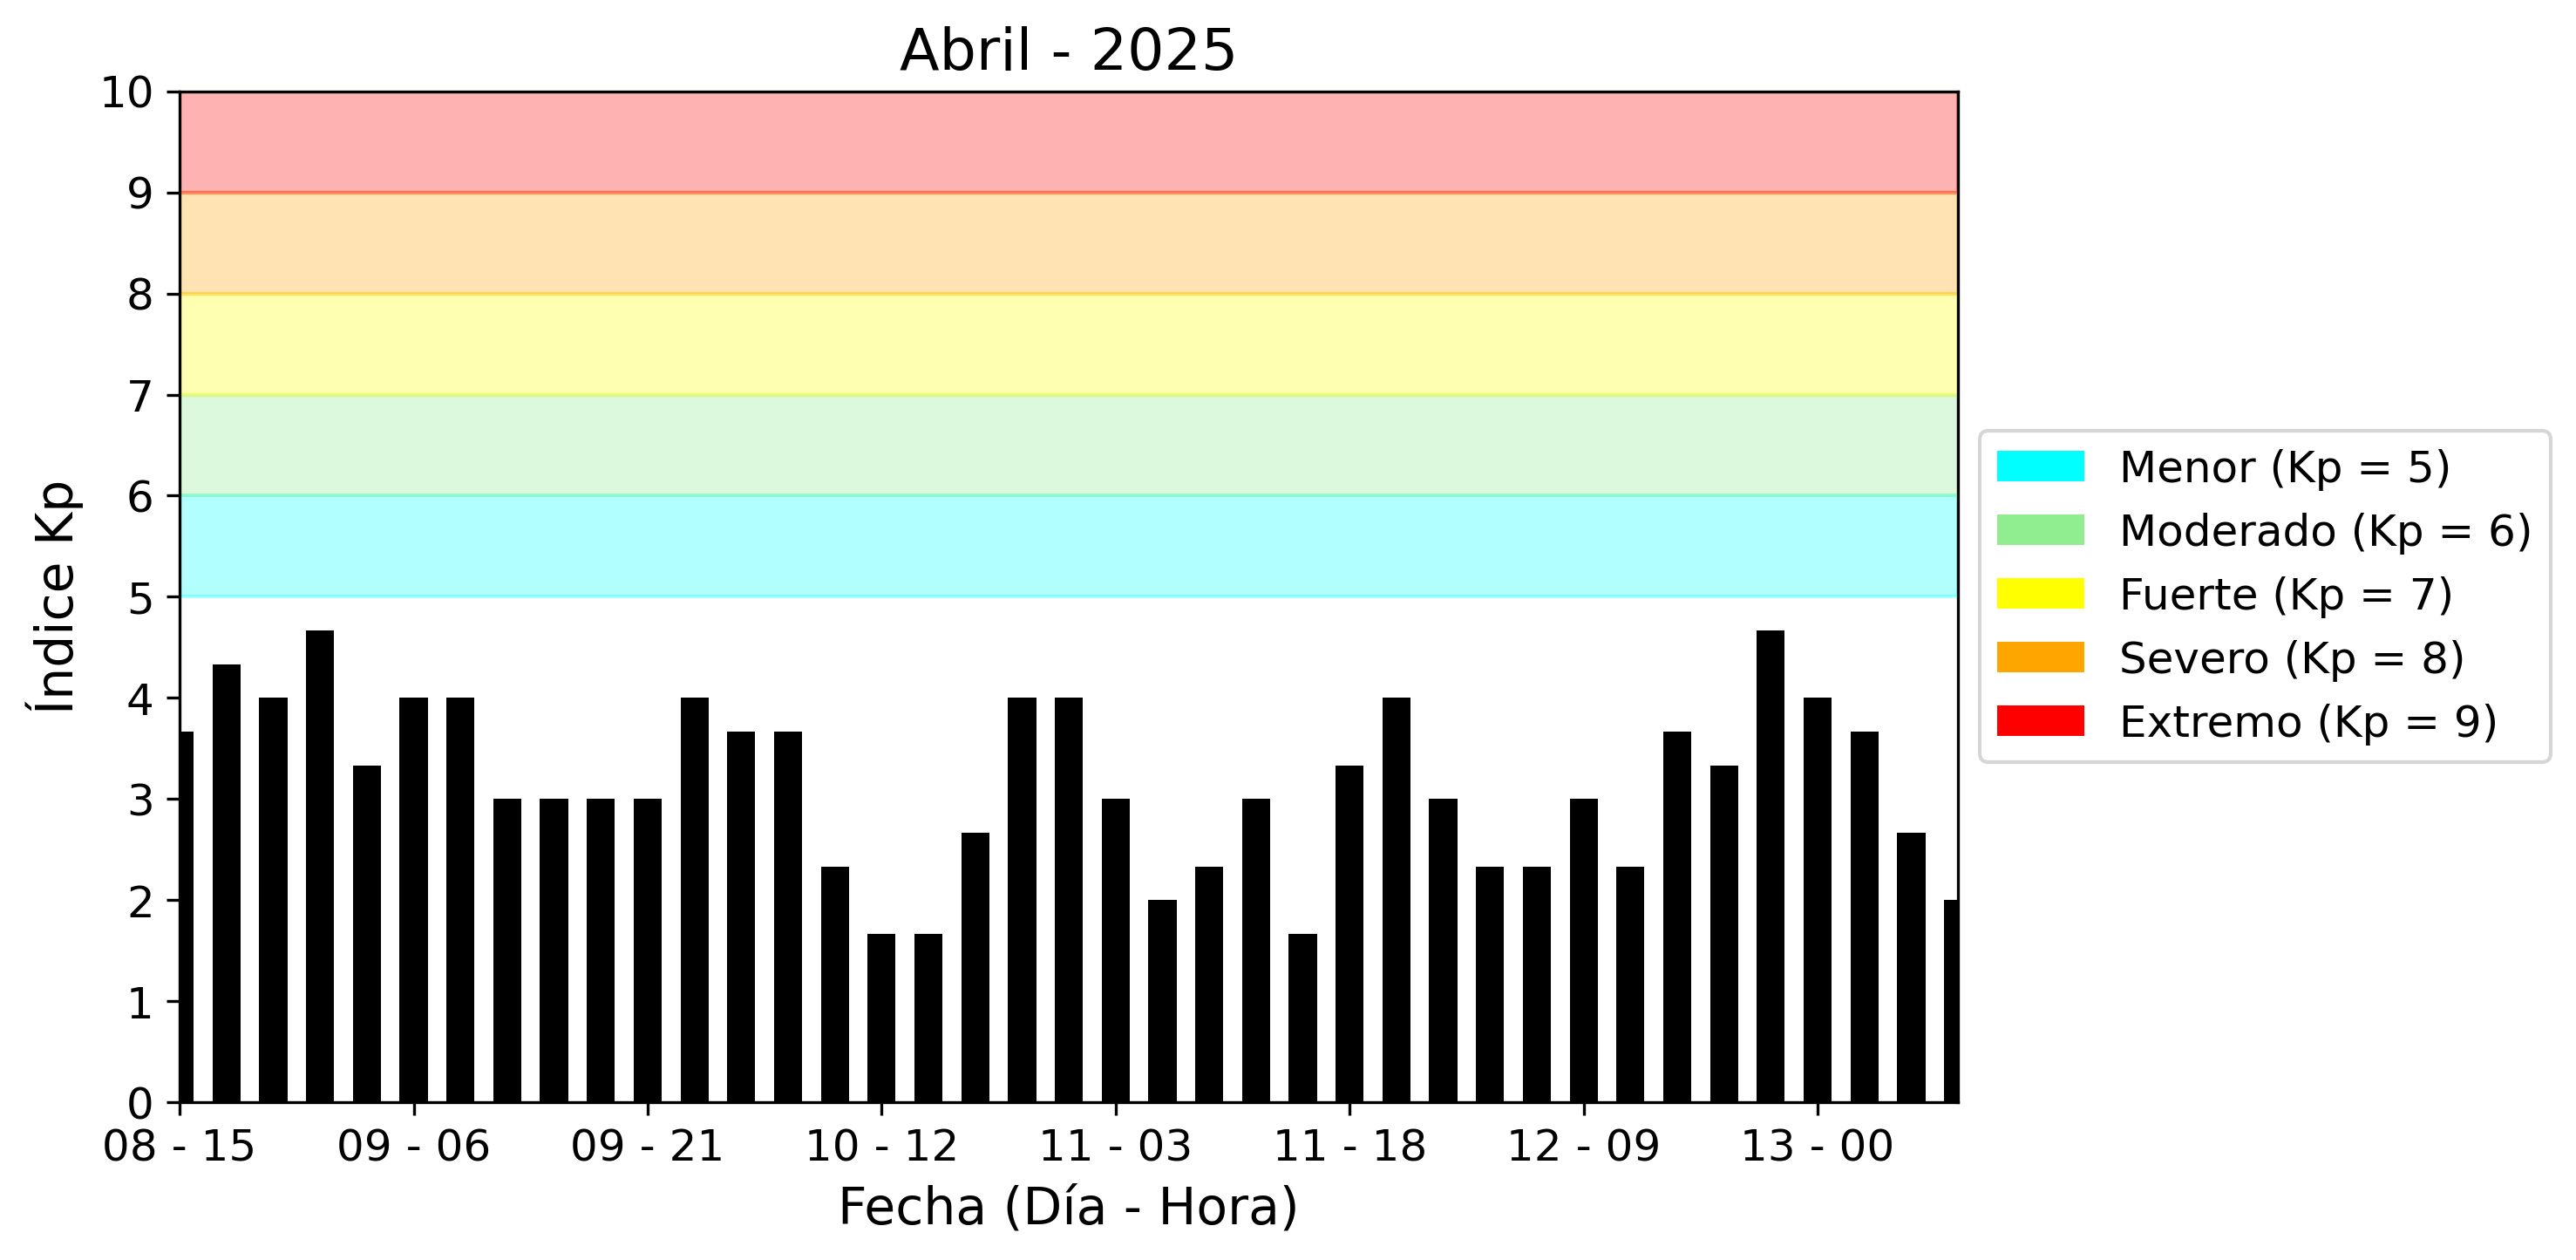 Abril - 2025
10
9
8
7
6
5
4
3
2
1
0
Índice Kp
08 - 15
09 - 06
09 - 21
10 - 12
11 - 03
11 - 18
12 - 09
13 - 00
Fecha (Día - Hora)
Menor (Kp = 5)
Moderado (Kp = 6)
Fuerte (Kp = 7)
Severo (Kp = 8)
Extremo (Kp = 9)